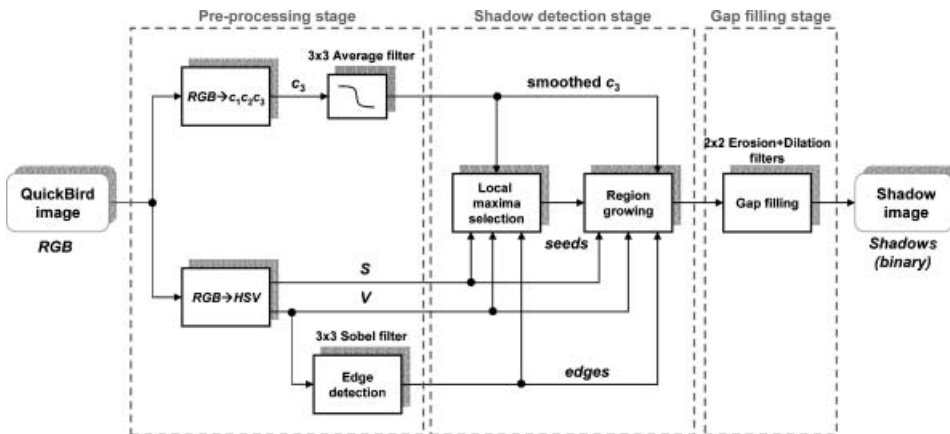 Pre-processing stage
Shadow detection stage
Gap filling stage
3x3 Average filter
RGB→c₁c₂c₃
c₃
smoothed c₃
2x2 Erosion+Dilation
filters
QuickBird
image
RGB
Local
maxima
selection
Region
growing
Gap filling
Shadow
image
Shadows
(binary)
seeds
S
RGB→HSV
V
3x3 Sobel filter
Edge
detection
edges